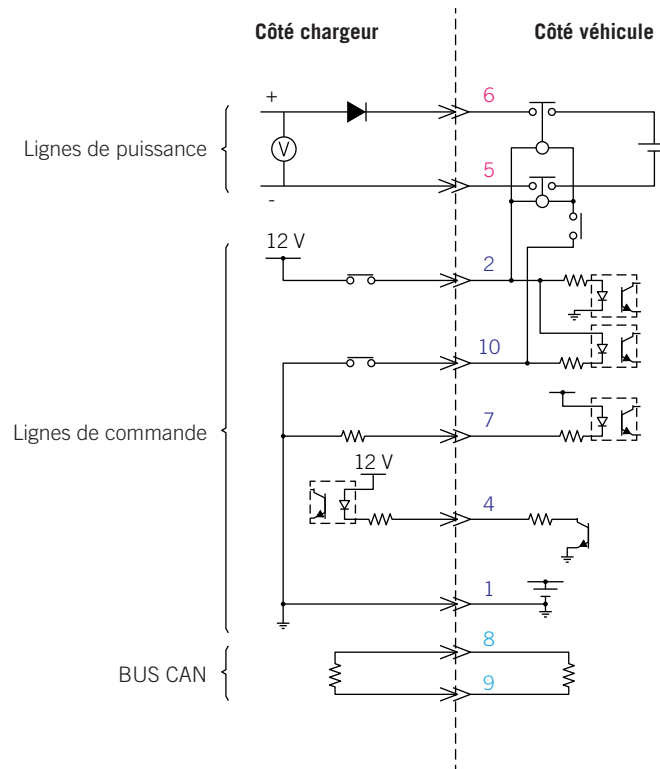 Côté chargeur
Côté véhicule
+
6
V
Lignes de puissance
5
-
12 V
2
10
Lignes de commande
7
12 V
4
1
8
BUS CAN
9